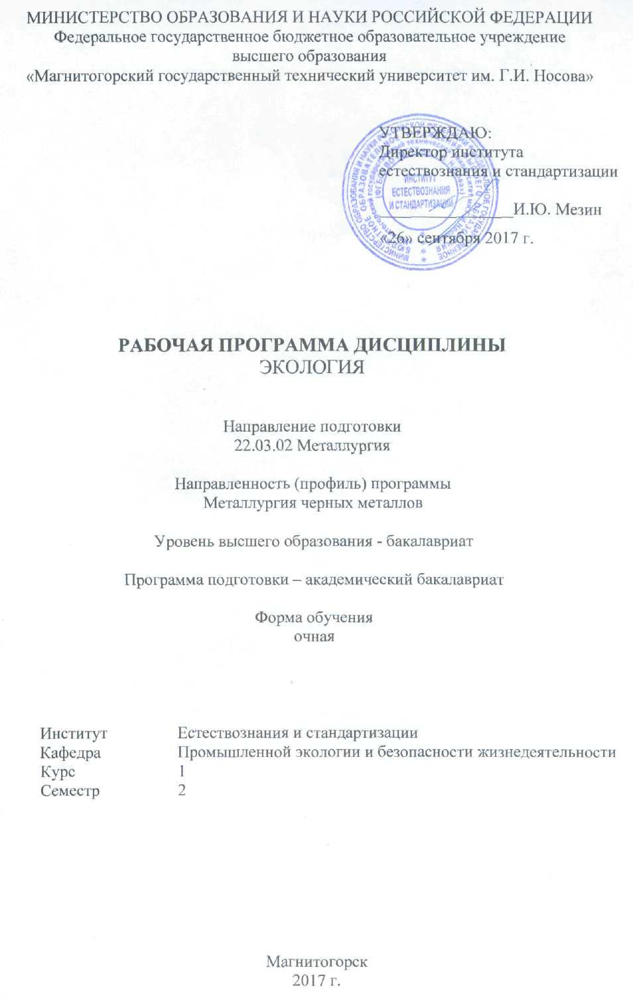 МИНИСТЕРСТВО ОБРАЗОВАНИЯ И НАУКИ РОССИЙСКОЙ ФЕДЕРАЦИИ
Федеральное государственное бюджетное образовательное учреждение
высшего образования
«Магнитогорский государственный технический университет им. Г.И. Носова»
УТВЕРЖДАЮ:
Директор института
естествознания и стандартизации
________________И.Ю. Мезин
«26» сентября 2017 г.
ИНСТИТУТ
ЕСТЕСТВОЗНАНИЯ
И СТАНДАРТИЗАЦИИ
РАБОЧАЯ ПРОГРАММА ДИСЦИПЛИНЫ
ЭКОЛОГИЯ
Направление подготовки
22.03.02 Металлургия
Направленность (профиль) программы
Металлургия черных металлов
Уровень высшего образования - бакалавриат
Программа подготовки – академический бакалавриат
Форма обучения
очная
Институт Естествознания и стандартизации
Кафедра Промышленной экологии и безопасности жизнедеятельности
Курс 1
Семестр 2
Магнитогорск
2017 г.